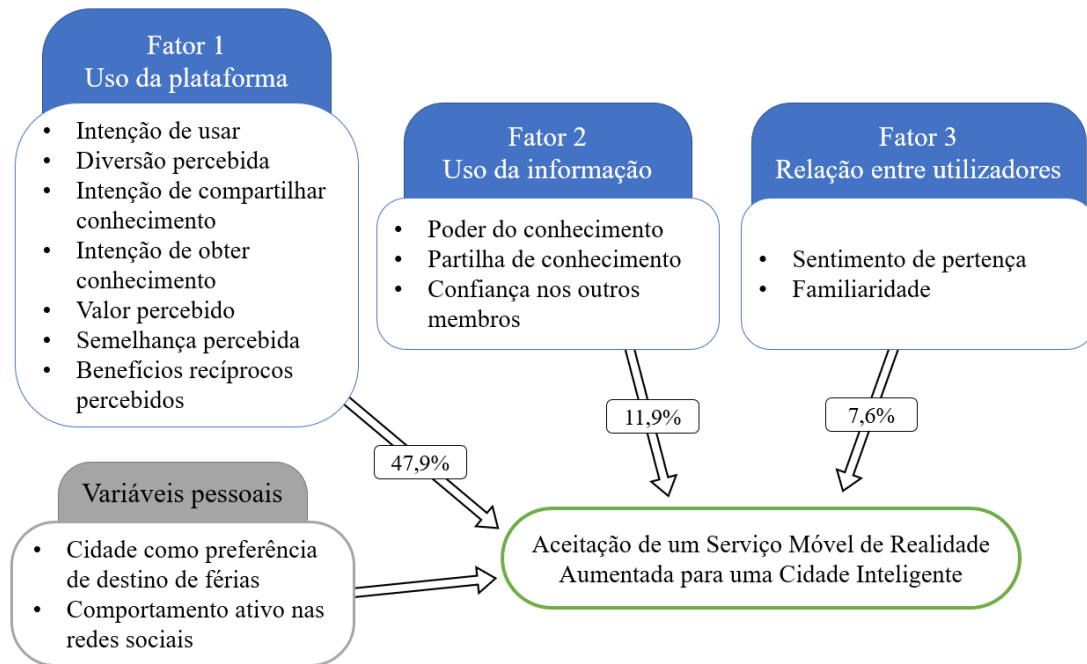 Fator 1
Uso da plataforma
• Intenção de usar
• Diversão percebida
• Intenção de compartilhar
conhecimento
• Intenção de obter
conhecimento
• Valor percebido
• Semelhança percebida
• Benefícios recíprocos
percebidos
Fator 2
Uso da informação
• Poder do conhecimento
• Partilha de conhecimento
• Confiança nos outros
membros
Fator 3
Relação entre utilizadores
• Sentimento de pertença
• Familiaridade
47,9%
11,9%
7,6%
Variáveis pessoais
• Cidade como preferência
de destino de férias
• Comportamento ativo nas
redes sociais
Aceitação de um Serviço Móvel de Realidade
Aumentada para uma Cidade Inteligente